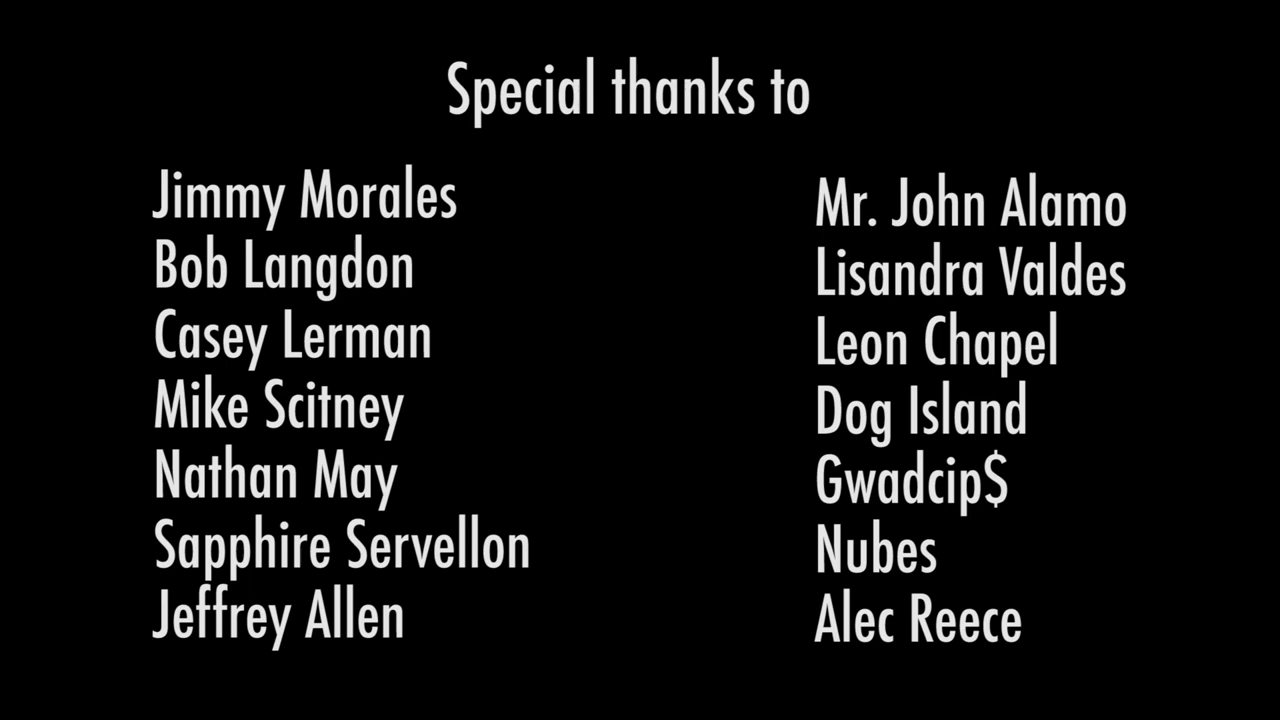 Special thanks to
Jimmy Morales
Bob Langdon
Casey Lerman
Mike Scitney
Nathan May
Sapphire Servellon
Jeffrey Allen
Mr. John Alamo
Lisandra Valdes
Leon Chapel
Dog Island
Gwadcip$
Nubes
Alec Reece